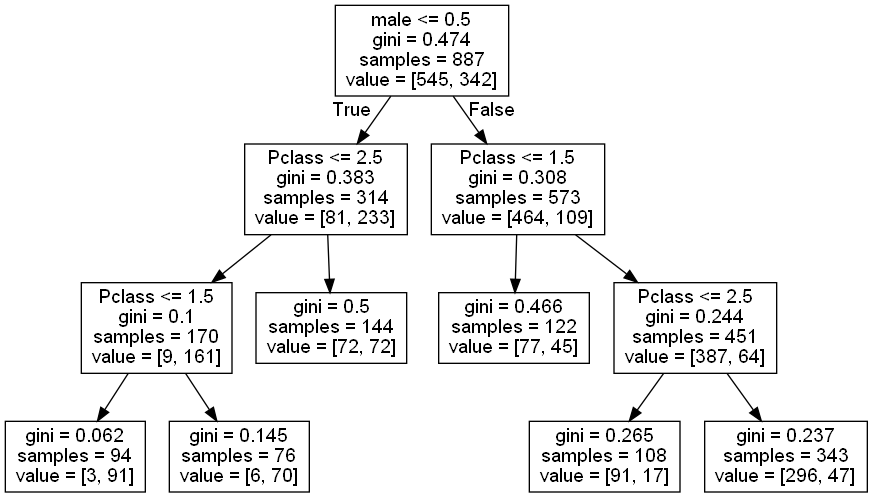 male <= 0.5
gini = 0.474
samples = 887
value = [545, 342]
True
False
Pclass <= 2.5
gini = 0.383
samples = 314
value = [81, 233]
Pclass <= 1.5
gini = 0.308
samples = 573
value = [464, 109]
Pclass <= 1.5
gini = 0.1
samples = 170
value = [9, 161]
gini = 0.5
samples = 144
value = [72, 72]
gini = 0.466
samples = 122
value = [77, 45]
Pclass <= 2.5
gini = 0.244
samples = 451
value = [387, 64]
gini = 0.062
samples = 94
value = [3, 91]
gini = 0.145
samples = 76
value = [6, 70]
gini = 0.265
samples = 108
value = [91, 17]
gini = 0.237
samples = 343
value = [296, 47]